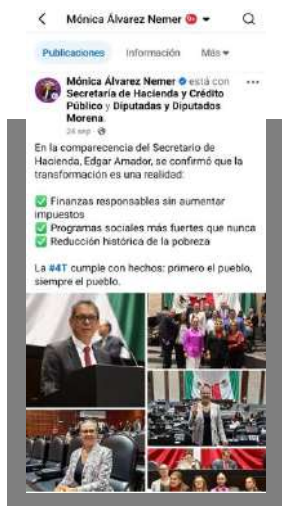 Mónica Álvarez Nemer
Publicaciones Información Más
Mónica Álvarez Nemer está con
Secretaría de Hacienda y Crédito
Público y Diputadas y Diputados
Morena.
24 sep
En la comparecencia del Secretario de
Hacienda, Edgar Amador, se confirmó que la
transformación es una realidad:
Finanzas responsables sin aumentar
impuestos
Programas sociales más fuertes que nunca
Reducción histórica de la pobreza
La #4T cumple con hechos: primero el pueblo,
siempre el pueblo.